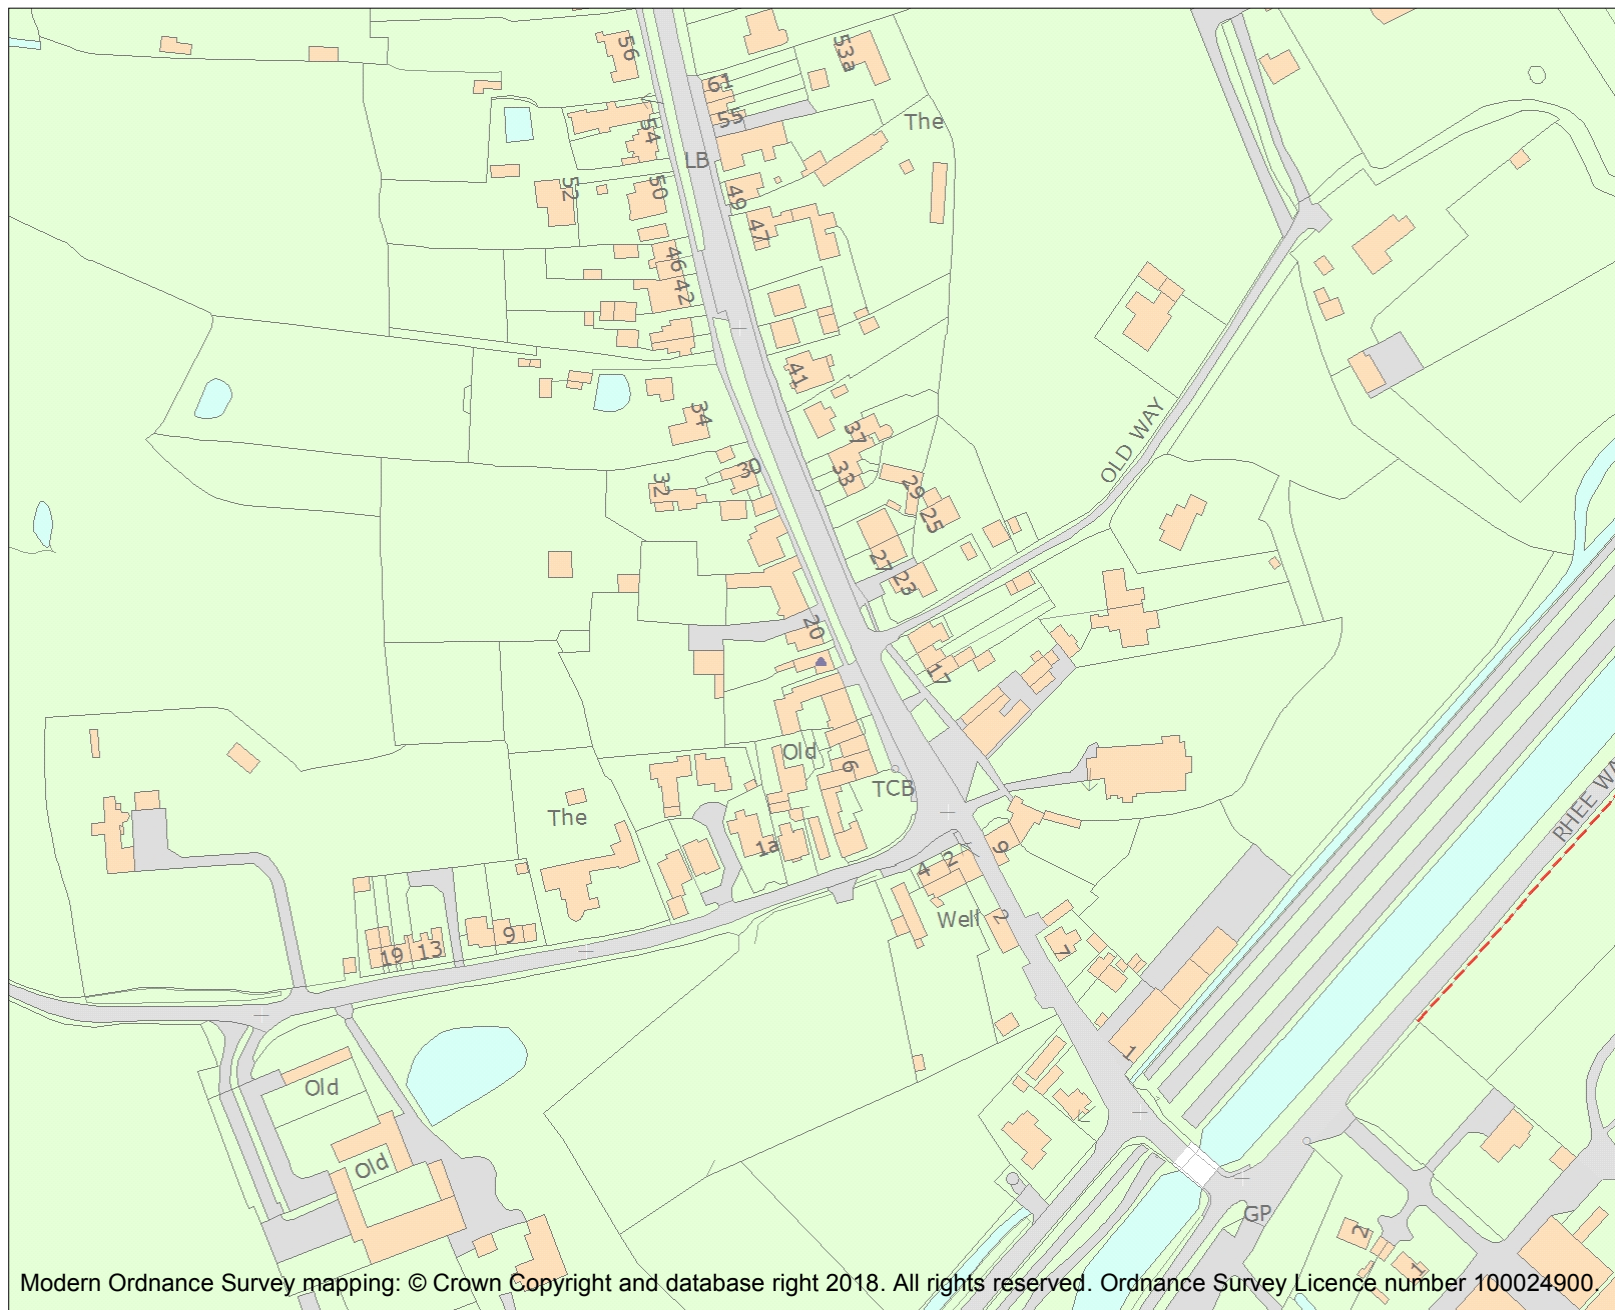 56
53a
61
55
The
54
LB
52
50
49
47
46
42
41
34
37
OLD WAY
30
33
32
29
25
27
23
20
17
Old
6
TCB
RHEE WA
The
1a
9
2
4
Well
2
9
7
13
19
1
Old
Old
GP
2
1
Modern Ordnance Survey mapping: © Crown Copyright and database right 2018. All rights reserved. Ordnance Survey Licence number 100024900.